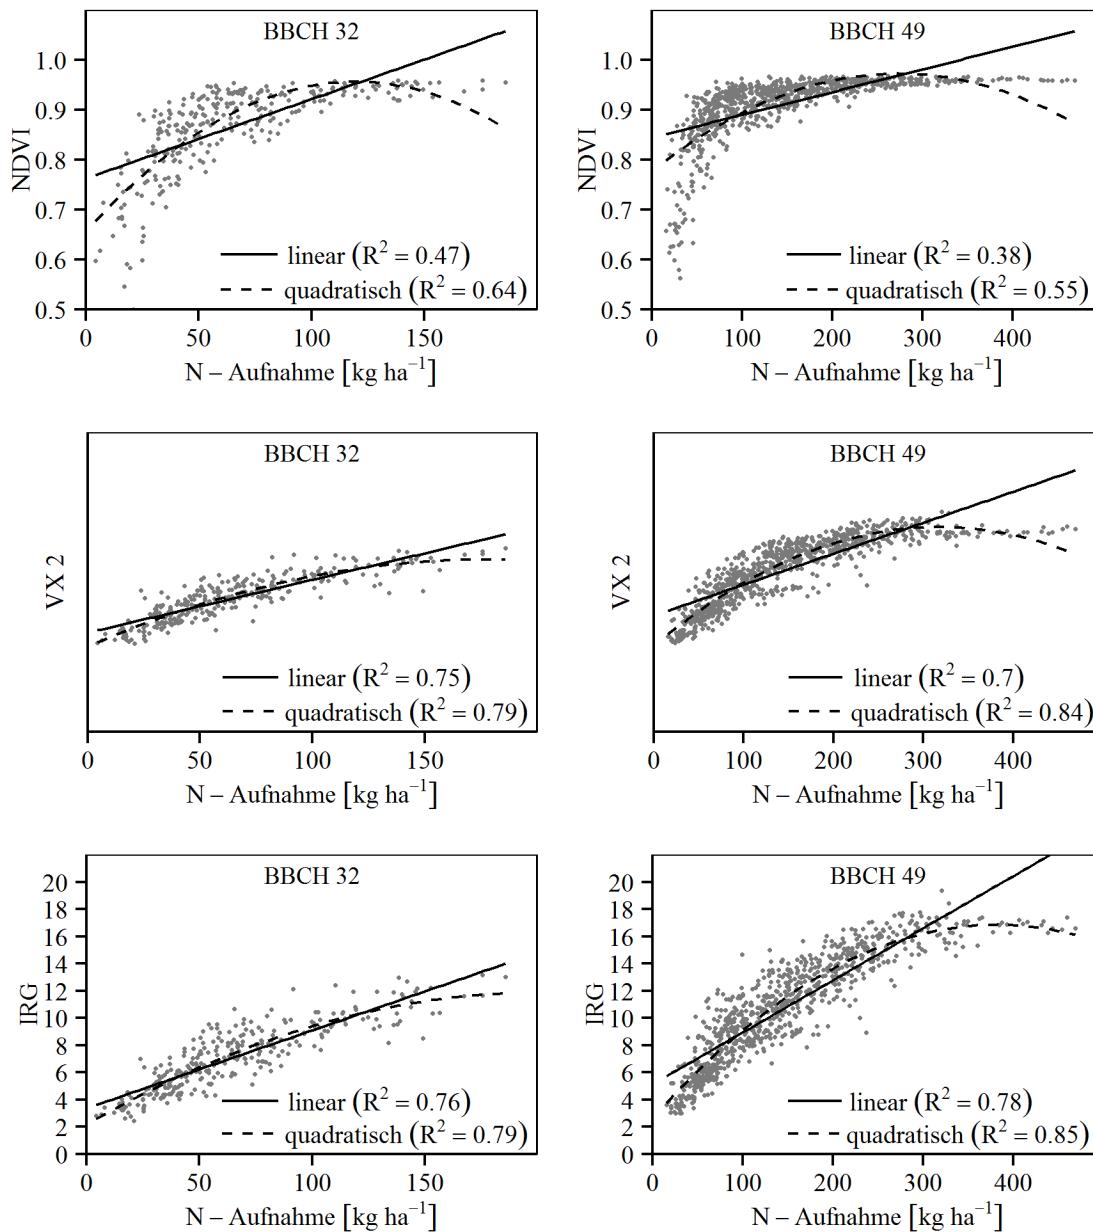 BBCH 32
1.0
0.9
0.8
0.7
0.6
0.5
NDVI
linear (R² = 0.47)
quadratisch (R² = 0.64)
0 50 100 150
N – Aufnahme [kg ha⁻¹]
BBCH 49
1.0
0.9
0.8
0.7
0.6
0.5
NDVI
linear (R² = 0.38)
quadratisch (R² = 0.55)
0 100 200 300 400
N – Aufnahme [kg ha⁻¹]
BBCH 32
VX 2
linear (R² = 0.75)
quadratisch (R² = 0.79)
0 50 100 150
N – Aufnahme [kg ha⁻¹]
BBCH 49
VX 2
linear (R² = 0.7)
quadratisch (R² = 0.84)
0 100 200 300 400
N – Aufnahme [kg ha⁻¹]
BBCH 32
20
18
16
14
12
10
8
6
4
2
0
IRG
linear (R² = 0.76)
quadratisch (R² = 0.79)
0 50 100 150
N – Aufnahme [kg ha⁻¹]
BBCH 49
20
18
16
14
12
10
8
6
4
2
0
IRG
linear (R² = 0.78)
quadratisch (R² = 0.85)
0 100 200 300 400
N – Aufnahme [kg ha⁻¹]